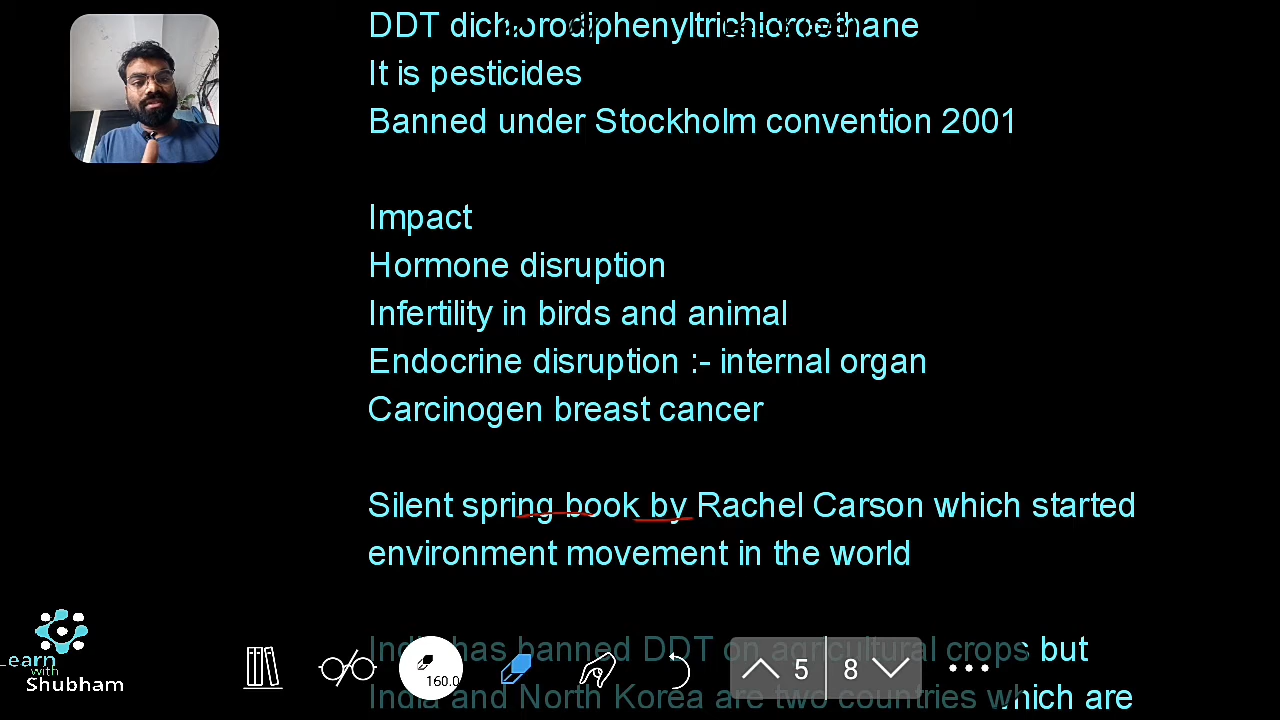 DDT dichorodiphenyltrichloroethane
It is pesticides
Banned under Stockholm convention 2001
Impact
Hormone disruption
Infertility in birds and animal
Endocrine disruption :- internal organ
Carcinogen breast cancer
Silent spring book by Rachel Carson which started
environment movement in the world
India has banned DDT on agricultural crops but
India and North Korea are two countries which are
Learn
with
Shubham
160.0
5 8